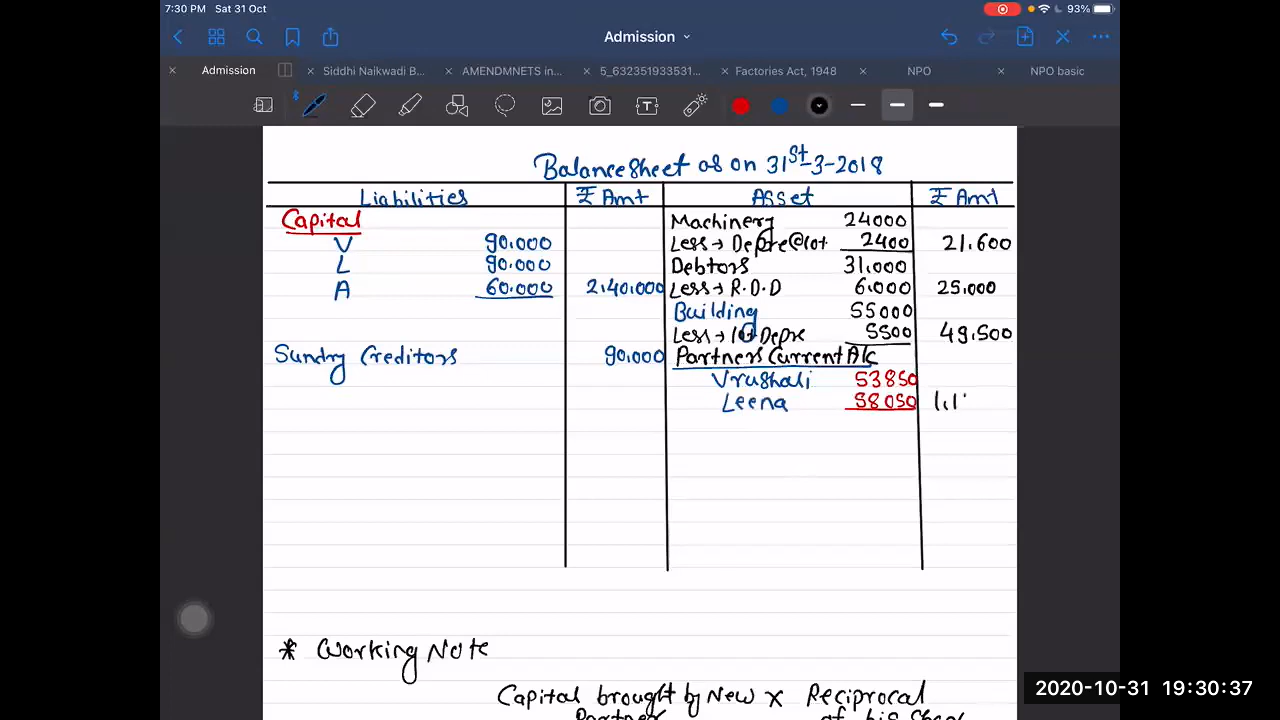 7:30 PM Sat 31 Oct 93%
Admission
Admission Siddhi Naikwadi B... AMENDMNETS in... 5_632351933531... Factories Act, 1948 NPO NPO basic
Balance sheet as on 31st-3-2018
Liabilities ₹ Amt Asset ₹ Amt
Capital Machinery 24000
V 90.000 Less → Depre@10% 2400 21.600
L 90.000 Debtors 31.000
A 60.000 2.40.000 Less → R.D.D 6.000 25.000
Building 55000
Less → 10% Depre 5500 49.500
Sundry Creditors 90.000 Partners Current A/c
Vrushali 53850
Leena 58050 1.1
* Working Note
Capital brought by New × Reciprocal
Partner of his share
2020-10-31 19:30:37